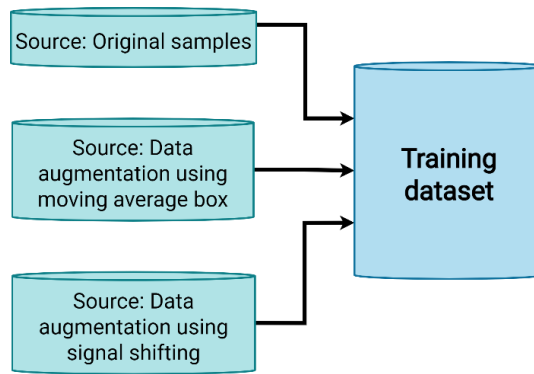 Source: Original samples
Source: Data
augmentation using
moving average box
Training
dataset
Source: Data
augmentation using
signal shifting